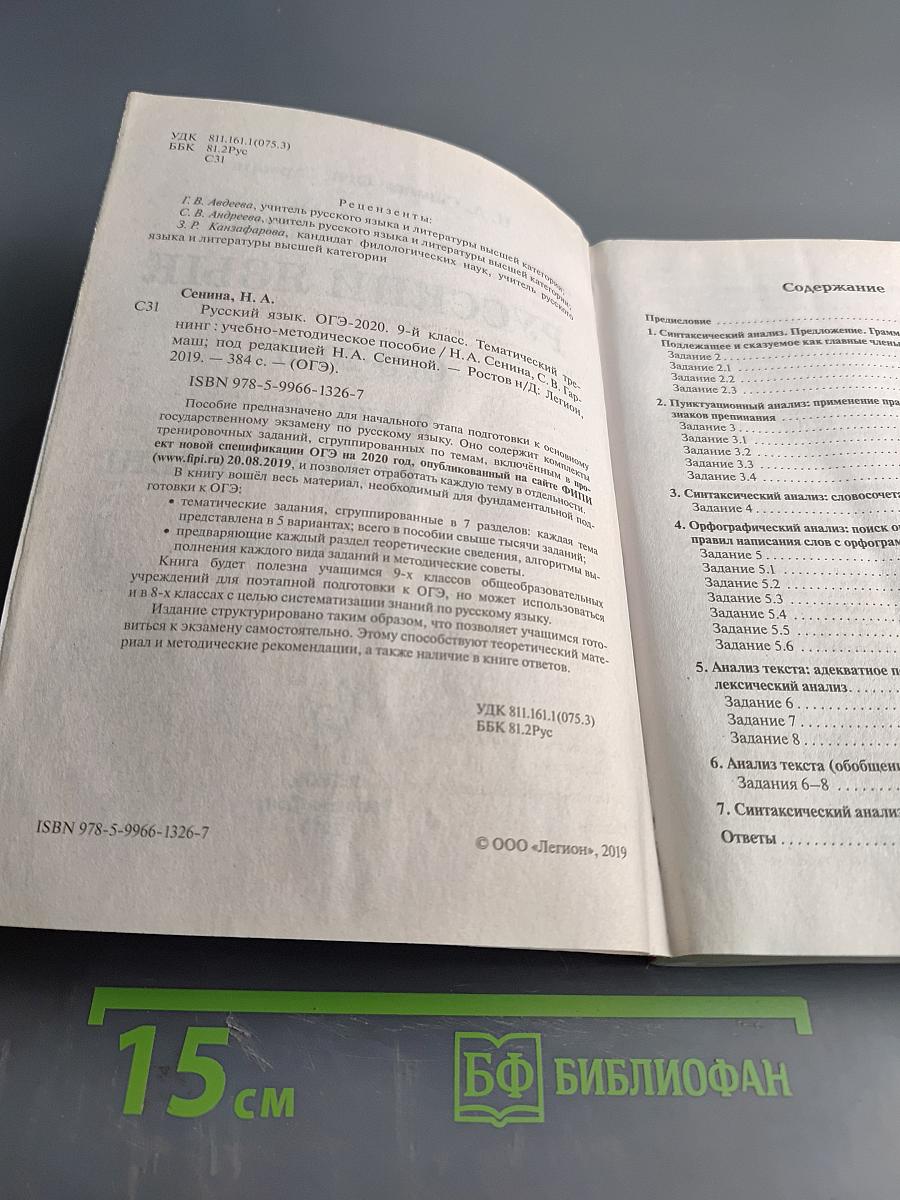 УДК 811.161.1(075.3)
ББК 81.2Рус
С31
Рецензенты:
Г. В. Авдеева, учитель русского языка и литературы высшей категории;
С. В. Андреева, учитель русского языка и литературы высшей категории;
З. Р. Канзафарова, кандидат филологических наук, учитель русского
языка и литературы высшей категории
Сенина, Н. А.
С31 Русский язык. ОГЭ-2020. 9-й класс. Тематический тре-
нинг : учебно-методическое пособие / Н. А. Сенина, С. В. Гар-
маш; под редакцией Н. А. Сениной. — Ростов н/Д: Легион,
2019. — 384 с. — (ОГЭ).
ISBN 978-5-9966-1326-7
Пособие предназначено для начального этапа подготовки к основному
государственному экзамену по русскому языку. Оно содержит комплекты
тренировочных заданий, сгруппированных по темам, включённым в про-
ект новой спецификации ОГЭ на 2020 год, опубликованный на сайте ФИПИ
(www.fipi.ru) 20.08.2019, и позволяет отработать каждую тему в отдельности.
В книгу вошёл весь материал, необходимый для фундаментальной под-
готовки к ОГЭ:
• тематические задания, сгруппированные в 7 разделов: каждая тема
представлена в 5 вариантах; всего в пособии свыше тысячи заданий;
• предваряющие каждый раздел теоретические сведения, алгоритмы вы-
полнения каждого вида заданий и методические советы.
Книга будет полезна учащимся 9-х классов общеобразовательных
учреждений для поэтапной подготовки к ОГЭ, но может использоваться
и в 8-х классах с целью систематизации знаний по русскому языку.
Издание структурировано таким образом, что позволяет учащимся гото-
виться к экзамену самостоятельно. Этому способствуют теоретический мате-
риал и методические рекомендации, а также наличие в книге ответов.
УДК 811.161.1(075.3)
ББК 81.2Рус
ISBN 978-5-9966-1326-7
© ООО «Легион», 2019
Содержание
Предисловие
1. Синтаксический анализ. Предложение. Грамм
Подлежащее и сказуемое как главные члены
Задание 2
Задание 2.1
Задание 2.2
Задание 2.3
2. Пунктуационный анализ: применение пра
знаков препинания
Задание 3
Задание 3.1
Задание 3.2
Задание 3.3
Задание 3.4
3. Синтаксический анализ: словосочета
Задание 4
4. Орфографический анализ: поиск о
правил написания слов с орфограм
Задание 5
Задание 5.1
Задание 5.2
Задание 5.3
Задание 5.4
Задание 5.5
Задание 5.6
5. Анализ текста: адекватное п
лексический анализ
Задание 6
Задание 7
Задание 8
6. Анализ текста (обобщени
Задания 6–8
7. Синтаксический анализ
Ответы
15 см
БФ БИБЛИОФАН